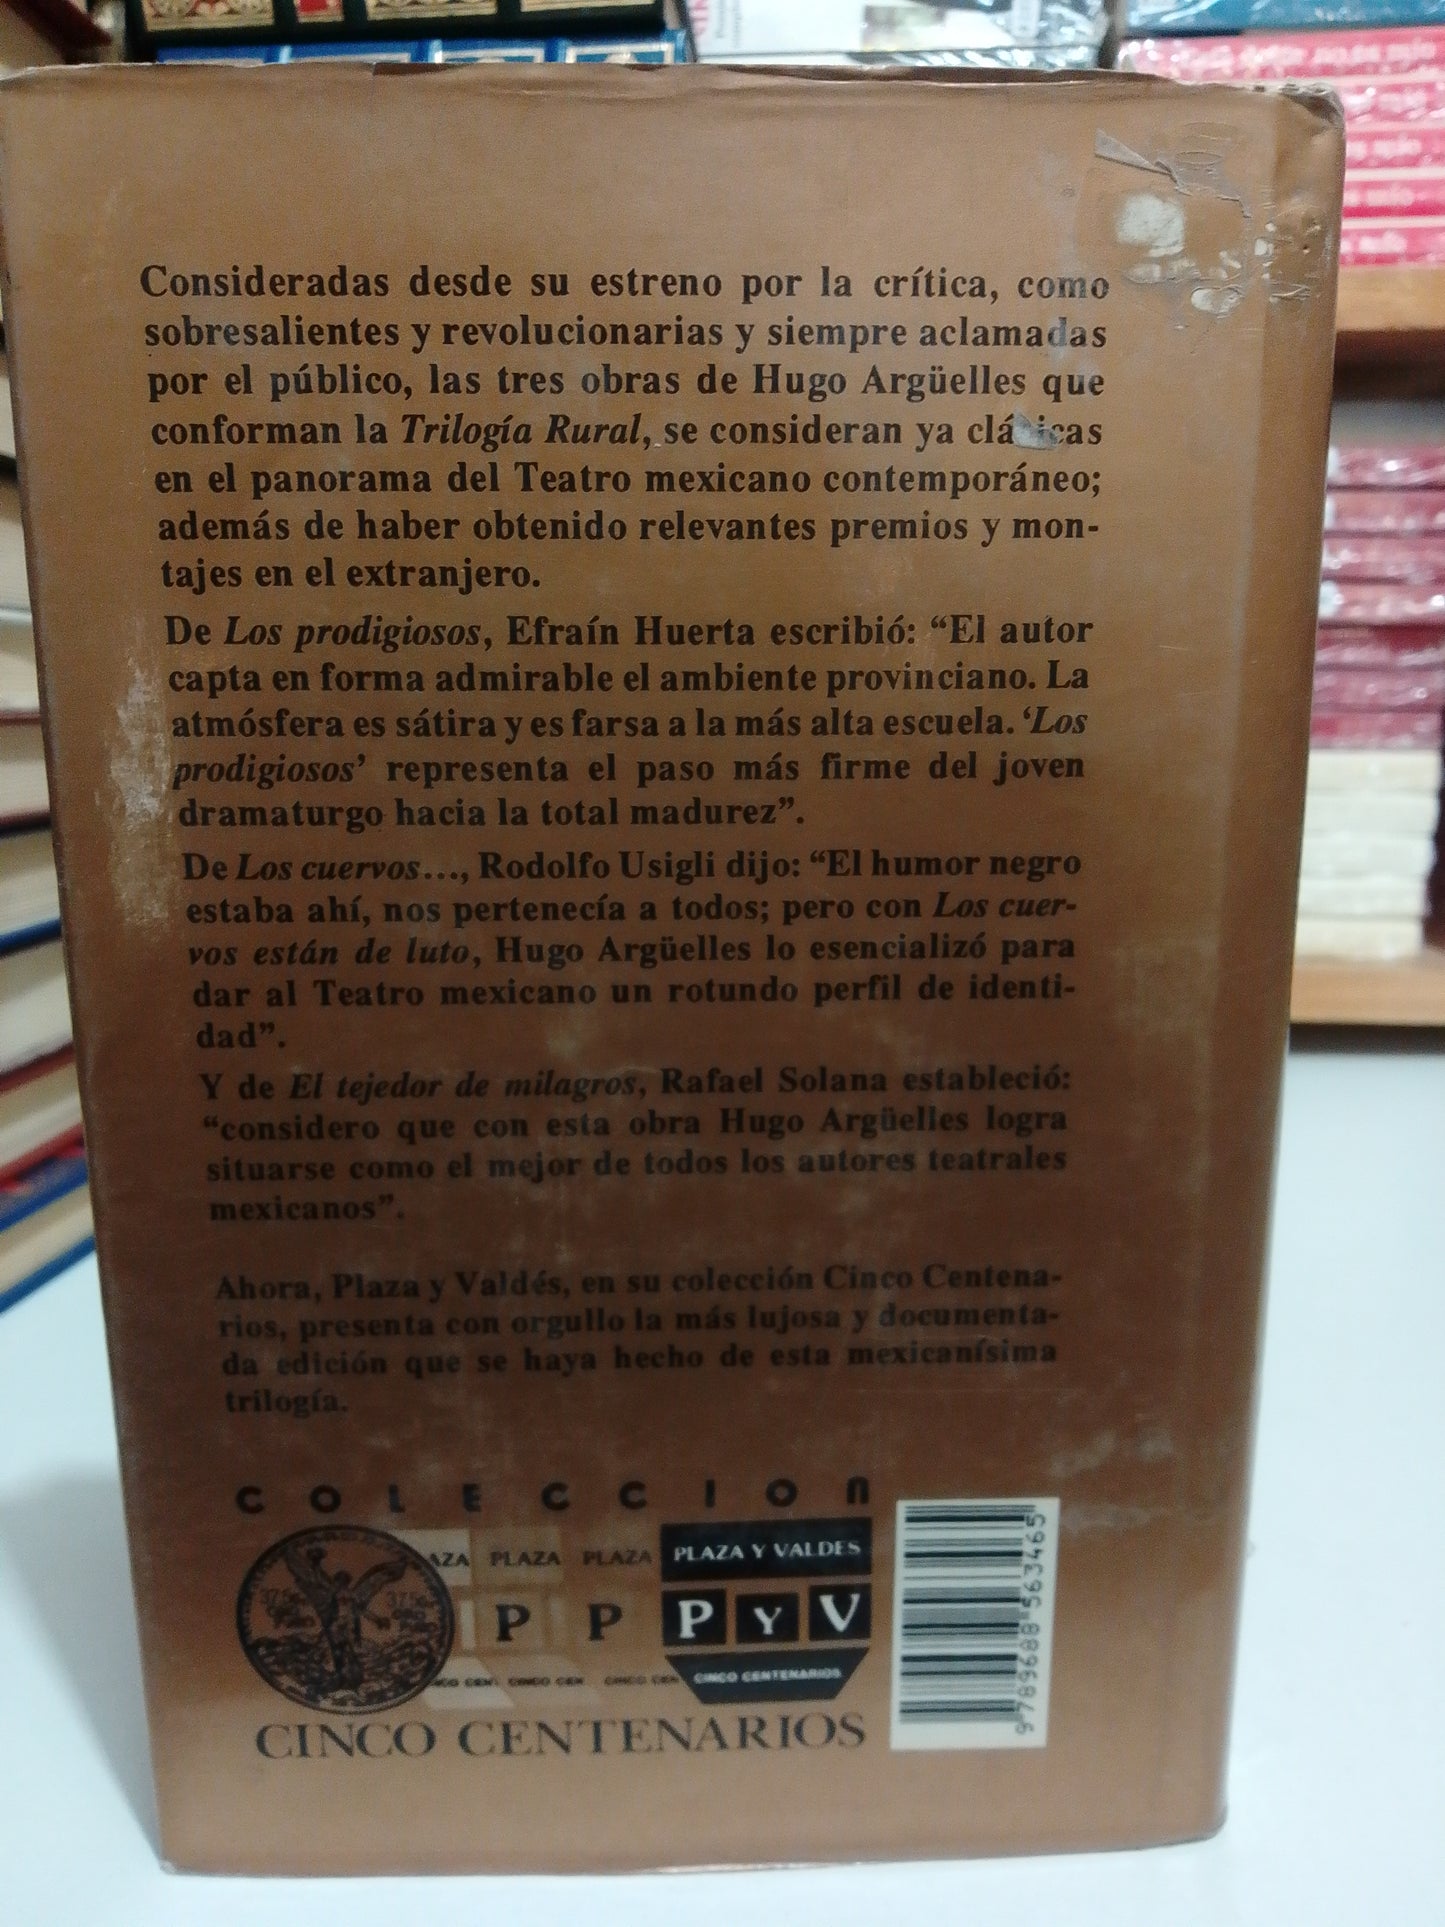 Consideradas desde su estreno por la crítica, como
sobresalientes y revolucionarias y siempre aclamadas
por el público, las tres obras de Hugo Argüelles que
conforman la Trilogía Rural, se consideran ya clásicas
en el panorama del Teatro mexicano contemporáneo;
además de haber obtenido relevantes premios y mon-
tajes en el extranjero.
De Los prodigiosos, Efraín Huerta escribió: “El autor
capta en forma admirable el ambiente provinciano. La
atmósfera es sátira y es farsa a la más alta escuela. ‘Los
prodigiosos’ representa el paso más firme del joven
dramaturgo hacia la total madurez”.
De Los cuervos..., Rodolfo Usigli dijo: “El humor negro
estaba ahí, nos pertenecía a todos; pero con Los cuer-
vos están de luto, Hugo Argüelles lo esencializó para
dar al Teatro mexicano un rotundo perfil de identi-
dad”.
Y de El tejedor de milagros, Rafael Solana estableció:
“considero que con esta obra Hugo Argüelles logra
situarse como el mejor de todos los autores teatrales
mexicanos”.
Ahora, Plaza y Valdés, en su colección Cinco Centena-
rios, presenta con orgullo la más lujosa y documenta-
da edición que se haya hecho de esta mexicanísima
trilogía.
COLECCION
AZA PLAZA PLAZA PLAZA Y VALDES
P P P Y V
CO CEN CINCO CEN CINCO CEN CINCO CENTENARIOS
CINCO CENTENARIOS
9789688563465